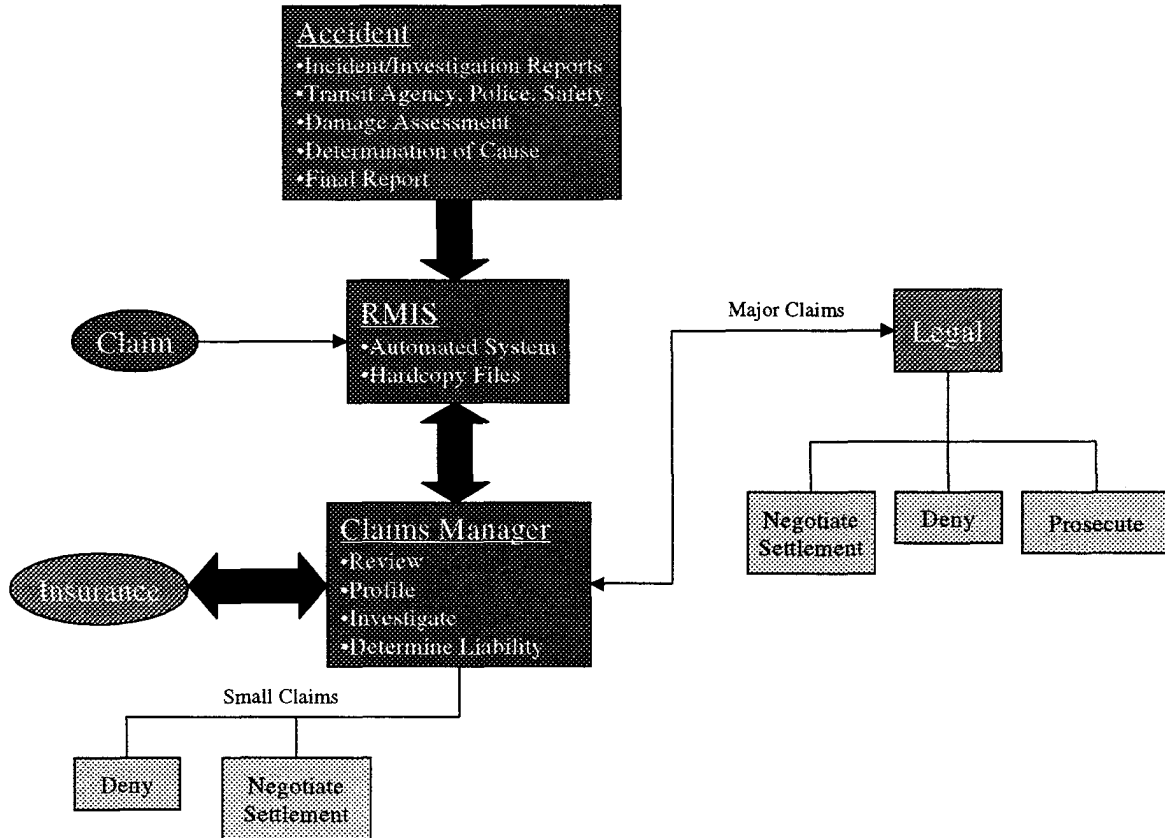 Accident
•Incident/Investigation Reports
•Transit Agency, Police, Safety
•Damage Assessment
•Determination of Cause
•Final Report
Claim
RMIS
•Automated System
•Hardcopy Files
Major Claims
Legal
Negotiate
Settlement
Deny
Prosecute
Insurance
Claims Manager
•Review
•Profile
•Investigate
•Determine Liability
Small Claims
Deny
Negotiate
Settlement